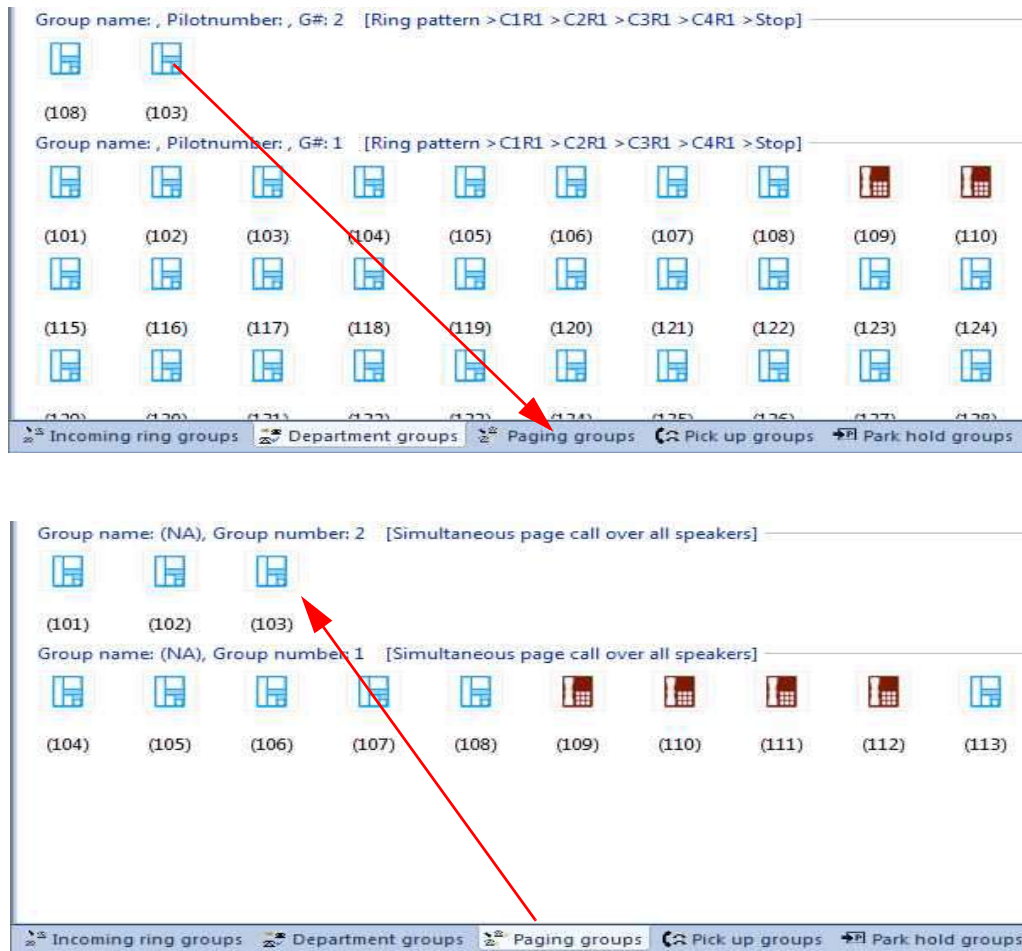 Group name: , Pilotnumber: , G#: 2 [Ring pattern >C1R1 >C2R1 >C3R1 >C4R1 >Stop]
(108) (103)
Group name: , Pilotnumber: , G#: 1 [Ring pattern >C1R1 >C2R1 >C3R1 >C4R1 >Stop]
(101) (102) (103) (104) (105) (106) (107) (108) (109) (110)
(115) (116) (117) (118) (119) (120) (121) (122) (123) (124)
Incoming ring groups Department groups Paging groups Pick up groups Park hold groups
Group name: (NA), Group number: 2 [Simultaneous page call over all speakers]
(101) (102) (103)
Group name: (NA), Group number: 1 [Simultaneous page call over all speakers]
(104) (105) (106) (107) (108) (109) (110) (111) (112) (113)
Incoming ring groups Department groups Paging groups Pick up groups Park hold groups